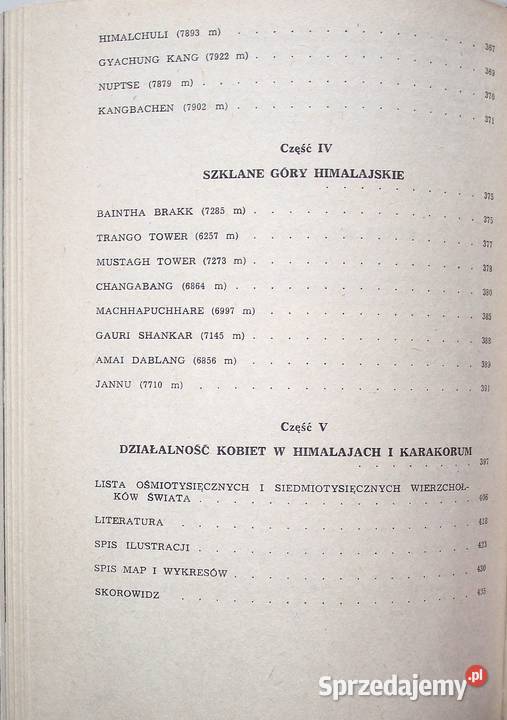 HIMALCHULI (7893 m) . . . . . . . . . . 367
GYACHUNG KANG (7922 m) . . . . . . . . . . 369
NUPTSE (7879 m) . . . . . . . . . . 370
KANGBACHEN (7902 m) . . . . . . . . . . 371
Część IV
SZKLANE GÓRY HIMALAJSKIE
. . . . . . . 375
BAINTHA BRAKK (7285 m) . . . . . . . . . . 375
TRANGO TOWER (6257 m) . . . . . . . . . . 377
MUSTAGH TOWER (7273 m) . . . . . . . . . . 378
CHANGABANG (6864 m) . . . . . . . . . . 380
MACHHAPUCHHARE (6997 m) . . . . . . . . . . 385
GAURI SHANKAR (7145 m) . . . . . . . . . . 388
AMAI DABLANG (6856 m) . . . . . . . . . . 389
JANNU (7710 m) . . . . . . . . . . 391
Część V
DZIAŁALNOŚĆ KOBIET W HIMALAJACH I KARAKORUM
. . . . . . . 397
LISTA OŚMIOTYSIĘCZNYCH I SIEDMIOTYSIĘCZNYCH WIERZCHOŁ-
KÓW ŚWIATA . . . . . . . . . . 406
LITERATURA . . . . . . . . . . 418
SPIS ILUSTRACJI . . . . . . . . . . 423
SPIS MAP I WYKRESÓW . . . . . . . . . . 430
SKOROWIDZ . . . . . . . . . . 435
Sprzedajemy.pl